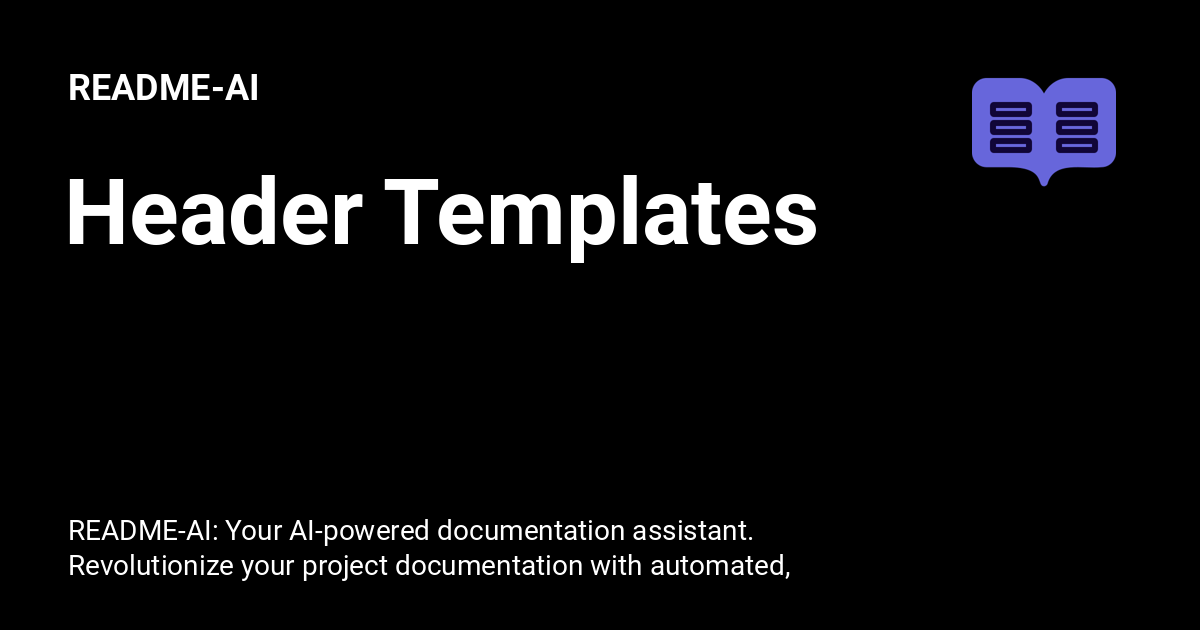 README-AI
Header Templates
README-AI: Your AI-powered documentation assistant.
Revolutionize your project documentation with automated,